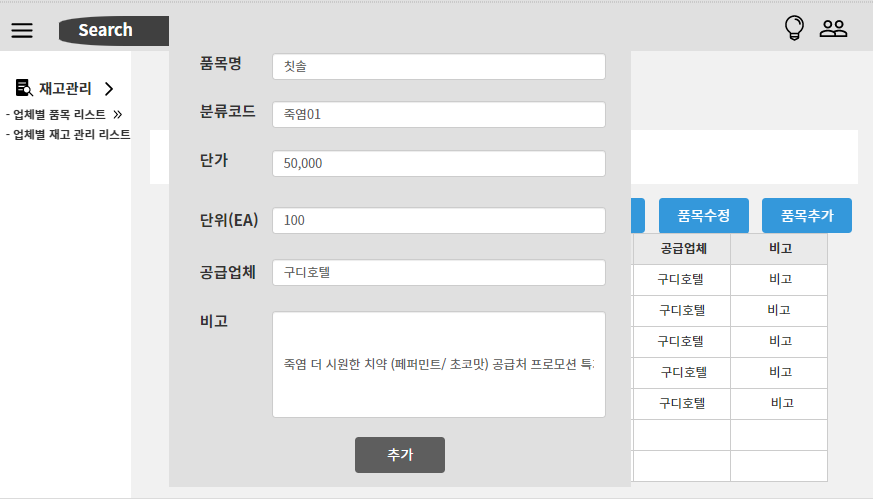 Search
재고관리
- 업체별 품목 리스트
- 업체별 재고 관리 리스트
품목명
칫솔
분류코드
죽염01
단가
50,000
단위(EA)
100
공급업체
구디호텔
비고
죽염 더 시원한 치약 (페퍼민트/ 초코맛) 공급처 프로모션
추가
품목수정 품목추가
공급업체 비고
구디호텔 비고
구디호텔 비고
구디호텔 비고
구디호텔 비고
구디호텔 비고